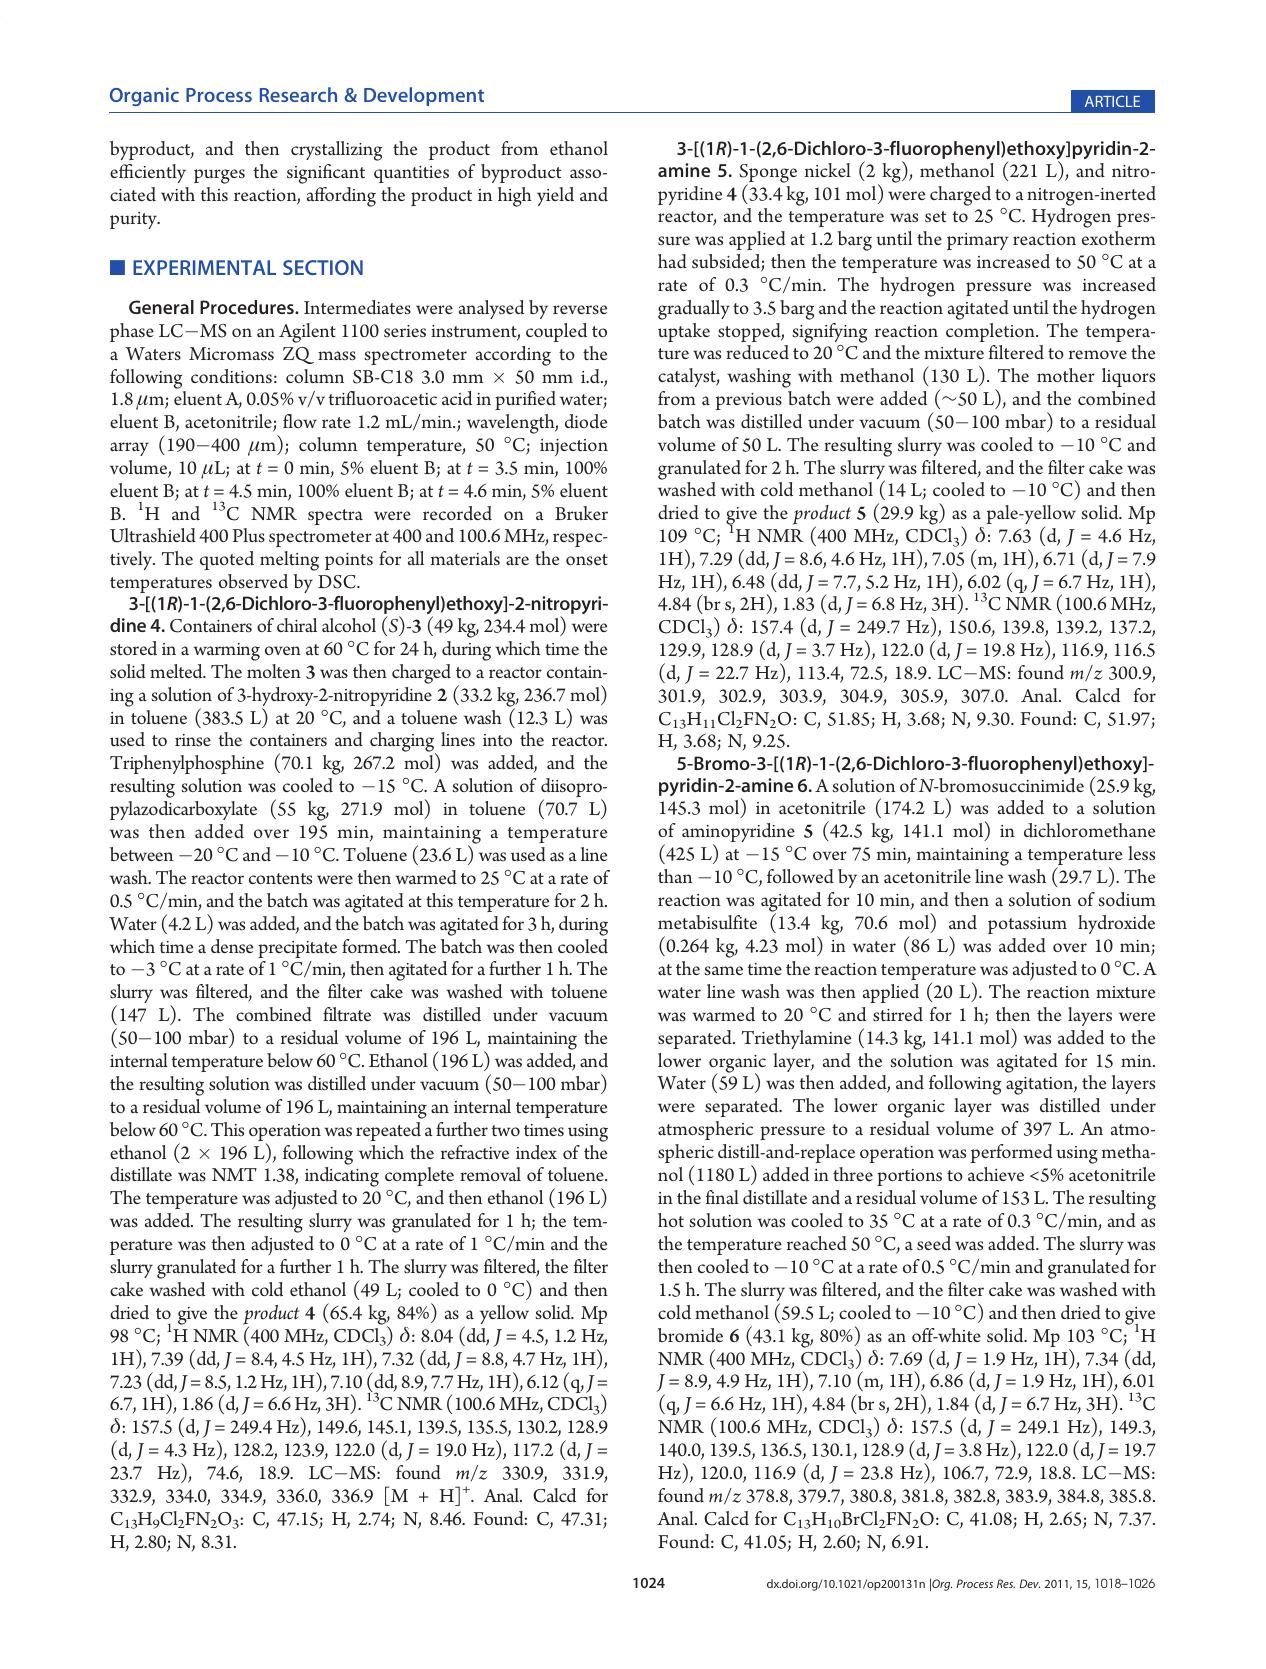 Organic Process Research & Development
ARTICLE
byproduct, and then crystallizing the product from ethanol
efficiently purges the significant quantities of byproduct asso-
ciated with this reaction, affording the product in high yield and
purity.
■ EXPERIMENTAL SECTION
General Procedures. Intermediates were analysed by reverse
phase LC−MS on an Agilent 1100 series instrument, coupled to
a Waters Micromass ZQ mass spectrometer according to the
following conditions: column SB-C18 3.0 mm × 50 mm i.d.,
1.8 μm; eluent A, 0.05% v/v trifluoroacetic acid in purified water;
eluent B, acetonitrile; flow rate 1.2 mL/min.; wavelength, diode
array (190−400 μm); column temperature, 50 °C; injection
volume, 10 μL; at t = 0 min, 5% eluent B; at t = 3.5 min, 100%
eluent B; at t = 4.5 min, 100% eluent B; at t = 4.6 min, 5% eluent
B. ¹H and ¹³C NMR spectra were recorded on a Bruker
Ultrashield 400 Plus spectrometer at 400 and 100.6 MHz, respec-
tively. The quoted melting points for all materials are the onset
temperatures observed by DSC.
3-[(1R)-1-(2,6-Dichloro-3-fluorophenyl)ethoxy]-2-nitropyri-
dine 4. Containers of chiral alcohol (S)-3 (49 kg, 234.4 mol) were
stored in a warming oven at 60 °C for 24 h, during which time the
solid melted. The molten 3 was then charged to a reactor contain-
ing a solution of 3-hydroxy-2-nitropyridine 2 (33.2 kg, 236.7 mol)
in toluene (383.5 L) at 20 °C, and a toluene wash (12.3 L) was
used to rinse the containers and charging lines into the reactor.
Triphenylphosphine (70.1 kg, 267.2 mol) was added, and the
resulting solution was cooled to −15 °C. A solution of diisopro-
pylazodicarboxylate (55 kg, 271.9 mol) in toluene (70.7 L)
was then added over 195 min, maintaining a temperature
between −20 °C and −10 °C. Toluene (23.6 L) was used as a line
wash. The reactor contents were then warmed to 25 °C at a rate of
0.5 °C/min, and the batch was agitated at this temperature for 2 h.
Water (4.2 L) was added, and the batch was agitated for 3 h, during
which time a dense precipitate formed. The batch was then cooled
to −3 °C at a rate of 1 °C/min, then agitated for a further 1 h. The
slurry was filtered, and the filter cake was washed with toluene
(147 L). The combined filtrate was distilled under vacuum
(50−100 mbar) to a residual volume of 196 L, maintaining the
internal temperature below 60 °C. Ethanol (196 L) was added, and
the resulting solution was distilled under vacuum (50−100 mbar)
to a residual volume of 196 L, maintaining an internal temperature
below 60 °C. This operation was repeated a further two times using
ethanol (2 × 196 L), following which the refractive index of the
distillate was NMT 1.38, indicating complete removal of toluene.
The temperature was adjusted to 20 °C, and then ethanol (196 L)
was added. The resulting slurry was granulated for 1 h; the tem-
perature was then adjusted to 0 °C at a rate of 1 °C/min and the
slurry granulated for a further 1 h. The slurry was filtered, the filter
cake washed with cold ethanol (49 L; cooled to 0 °C) and then
dried to give the product 4 (65.4 kg, 84%) as a yellow solid. Mp
98 °C; ¹H NMR (400 MHz, CDCl₃) δ: 8.04 (dd, J = 4.5, 1.2 Hz,
1H), 7.39 (dd, J = 8.4, 4.5 Hz, 1H), 7.32 (dd, J = 8.8, 4.7 Hz, 1H),
7.23 (dd, J = 8.5, 1.2 Hz, 1H), 7.10 (dd, 8.9, 7.7 Hz, 1H), 6.12 (q, J =
6.7, 1H), 1.86 (d, J = 6.6 Hz, 3H). ¹³C NMR (100.6 MHz, CDCl₃)
δ: 157.5 (d, J = 249.4 Hz), 149.6, 145.1, 139.5, 135.5, 130.2, 128.9
(d, J = 4.3 Hz), 128.2, 123.9, 122.0 (d, J = 19.0 Hz), 117.2 (d, J =
23.7 Hz), 74.6, 18.9. LC−MS: found m/z 330.9, 331.9,
332.9, 334.0, 334.9, 336.0, 336.9 [M + H]⁺. Anal. Calcd for
C₁₃H₉Cl₂FN₂O₃: C, 47.15; H, 2.74; N, 8.46. Found: C, 47.31;
H, 2.80; N, 8.31.
3-[(1R)-1-(2,6-Dichloro-3-fluorophenyl)ethoxy]pyridin-2-
amine 5. Sponge nickel (2 kg), methanol (221 L), and nitro-
pyridine 4 (33.4 kg, 101 mol) were charged to a nitrogen-inerted
reactor, and the temperature was set to 25 °C. Hydrogen pres-
sure was applied at 1.2 barg until the primary reaction exotherm
had subsided; then the temperature was increased to 50 °C at a
rate of 0.3 °C/min. The hydrogen pressure was increased
gradually to 3.5 barg and the reaction agitated until the hydrogen
uptake stopped, signifying reaction completion. The tempera-
ture was reduced to 20 °C and the mixture filtered to remove the
catalyst, washing with methanol (130 L). The mother liquors
from a previous batch were added (∼50 L), and the combined
batch was distilled under vacuum (50−100 mbar) to a residual
volume of 50 L. The resulting slurry was cooled to −10 °C and
granulated for 2 h. The slurry was filtered, and the filter cake was
washed with cold methanol (14 L; cooled to −10 °C) and then
dried to give the product 5 (29.9 kg) as a pale-yellow solid. Mp
109 °C; ¹H NMR (400 MHz, CDCl₃) δ: 7.63 (d, J = 4.6 Hz,
1H), 7.29 (dd, J = 8.6, 4.6 Hz, 1H), 7.05 (m, 1H), 6.71 (d, J = 7.9
Hz, 1H), 6.48 (dd, J = 7.7, 5.2 Hz, 1H), 6.02 (q, J = 6.7 Hz, 1H),
4.84 (br s, 2H), 1.83 (d, J = 6.8 Hz, 3H). ¹³C NMR (100.6 MHz,
CDCl₃) δ: 157.4 (d, J = 249.7 Hz), 150.6, 139.8, 139.2, 137.2,
129.9, 128.9 (d, J = 3.7 Hz), 122.0 (d, J = 19.8 Hz), 116.9, 116.5
(d, J = 22.7 Hz), 113.4, 72.5, 18.9. LC−MS: found m/z 300.9,
301.9, 302.9, 303.9, 304.9, 305.9, 307.0. Anal. Calcd for
C₁₃H₁₁Cl₂FN₂O: C, 51.85; H, 3.68; N, 9.30. Found: C, 51.97;
H, 3.68; N, 9.25.
5-Bromo-3-[(1R)-1-(2,6-Dichloro-3-fluorophenyl)ethoxy]-
pyridin-2-amine 6. A solution of N-bromosuccinimide (25.9 kg,
145.3 mol) in acetonitrile (174.2 L) was added to a solution
of aminopyridine 5 (42.5 kg, 141.1 mol) in dichloromethane
(425 L) at −15 °C over 75 min, maintaining a temperature less
than −10 °C, followed by an acetonitrile line wash (29.7 L). The
reaction was agitated for 10 min, and then a solution of sodium
metabisulfite (13.4 kg, 70.6 mol) and potassium hydroxide
(0.264 kg, 4.23 mol) in water (86 L) was added over 10 min;
at the same time the reaction temperature was adjusted to 0 °C. A
water line wash was then applied (20 L). The reaction mixture
was warmed to 20 °C and stirred for 1 h; then the layers were
separated. Triethylamine (14.3 kg, 141.1 mol) was added to the
lower organic layer, and the solution was agitated for 15 min.
Water (59 L) was then added, and following agitation, the layers
were separated. The lower organic layer was distilled under
atmospheric pressure to a residual volume of 397 L. An atmo-
spheric distill-and-replace operation was performed using metha-
nol (1180 L) added in three portions to achieve <5% acetonitrile
in the final distillate and a residual volume of 153 L. The resulting
hot solution was cooled to 35 °C at a rate of 0.3 °C/min, and as
the temperature reached 50 °C, a seed was added. The slurry was
then cooled to −10 °C at a rate of 0.5 °C/min and granulated for
1.5 h. The slurry was filtered, and the filter cake was washed with
cold methanol (59.5 L; cooled to −10 °C) and then dried to give
bromide 6 (43.1 kg, 80%) as an off-white solid. Mp 103 °C; ¹H
NMR (400 MHz, CDCl₃) δ: 7.69 (d, J = 1.9 Hz, 1H), 7.34 (dd,
J = 8.9, 4.9 Hz, 1H), 7.10 (m, 1H), 6.86 (d, J = 1.9 Hz, 1H), 6.01
(q, J = 6.6 Hz, 1H), 4.84 (br s, 2H), 1.84 (d, J = 6.7 Hz, 3H). ¹³C
NMR (100.6 MHz, CDCl₃) δ: 157.5 (d, J = 249.1 Hz), 149.3,
140.0, 139.5, 136.5, 130.1, 128.9 (d, J = 3.8 Hz), 122.0 (d, J = 19.7
Hz), 120.0, 116.9 (d, J = 23.8 Hz), 106.7, 72.9, 18.8. LC−MS:
found m/z 378.8, 379.7, 380.8, 381.8, 382.8, 383.9, 384.8, 385.8.
Anal. Calcd for C₁₃H₁₀BrCl₂FN₂O: C, 41.08; H, 2.65; N, 7.37.
Found: C, 41.05; H, 2.60; N, 6.91.
1024
dx.doi.org/10.1021/op200131n |Org. Process Res. Dev. 2011, 15, 1018–1026